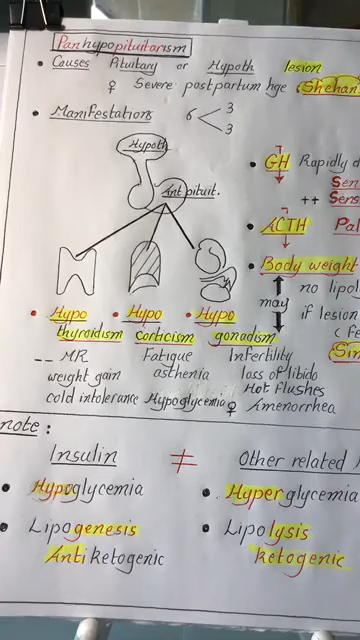 Panhypopituitarism
• Causes Pituitary or Hypoth lesion
♀ Severe postpartum hge (Sheehan
• Manifestations 6 < 3
3
Hypoth
Ant pituit.
• GH Rapidly
++
• ACTH
• Body weight
may
no lipol
if lesion
• Hypo thyroidism
• Hypo corticism
• Hypo gonadism
-- MR
weight gain
cold intolerance
Fatigue
asthenia
Hypoglycemia
Infertility
loss of libido
Hot flushes
♀ Amenorrhea
note:
Insulin ≠ Other related
• Hypoglycemia
• Lipogenesis
Antiketogenic
• Hyperglycemia
• Lipolysis
ketogenic